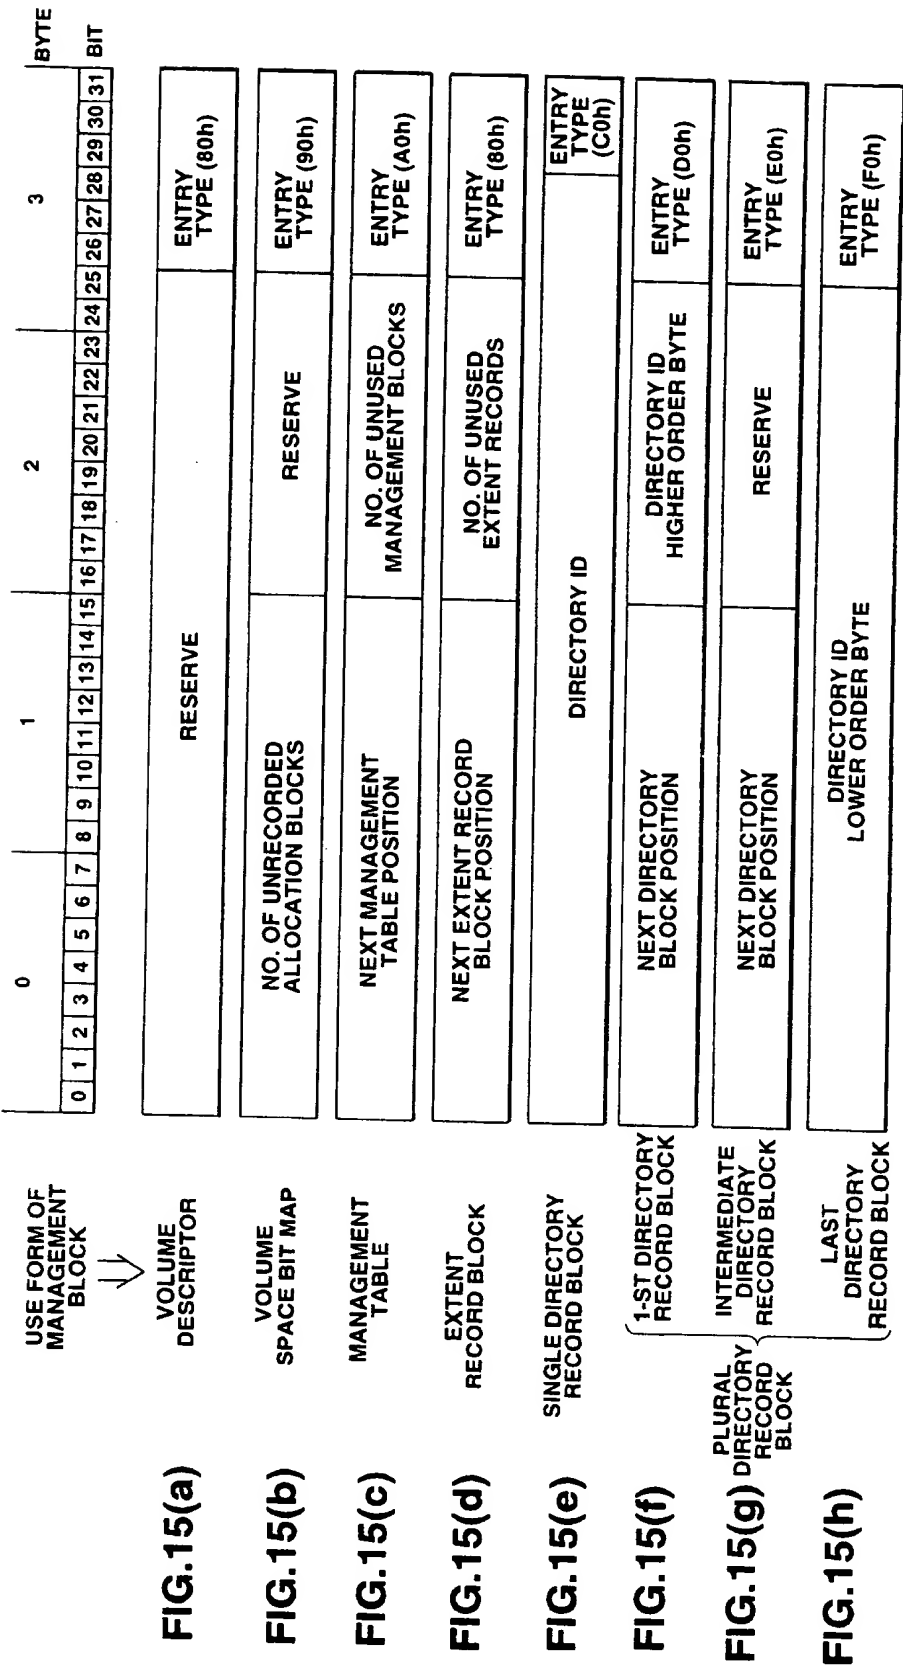 USE FORM OF
MANAGEMENT
BLOCK
0 1 2 3 BYTE
0 1 2 3 4 5 6 7 8 9 10 11 12 13 14 15 16 17 18 19 20 21 22 23 24 25 26 27 28 29 30 31 BIT
FIG.15(a)
VOLUME
DESCRIPTOR
RESERVE
ENTRY
TYPE (80h)
FIG.15(b)
VOLUME
SPACE BIT MAP
NO. OF UNRECORDED
ALLOCATION BLOCKS
RESERVE
ENTRY
TYPE (90h)
FIG.15(c)
MANAGEMENT
TABLE
NEXT MANAGEMENT
TABLE POSITION
NO. OF UNUSED
MANAGEMENT BLOCKS
ENTRY
TYPE (A0h)
FIG.15(d)
EXTENT
RECORD BLOCK
NEXT EXTENT RECORD
BLOCK POSITION
NO. OF UNUSED
EXTENT RECORDS
ENTRY
TYPE (80h)
FIG.15(e)
SINGLE DIRECTORY
RECORD BLOCK
DIRECTORY ID
ENTRY
TYPE
(C0h)
FIG.15(f)
1-ST DIRECTORY
RECORD BLOCK
NEXT DIRECTORY
BLOCK POSITION
DIRECTORY ID
HIGHER ORDER BYTE
ENTRY
TYPE (D0h)
FIG.15(g)
PLURAL
DIRECTORY
RECORD
BLOCK
INTERMEDIATE
DIRECTORY
RECORD BLOCK
NEXT DIRECTORY
BLOCK POSITION
RESERVE
ENTRY
TYPE (E0h)
FIG.15(h)
LAST
DIRECTORY
RECORD BLOCK
DIRECTORY ID
LOWER ORDER BYTE
ENTRY
TYPE (F0h)